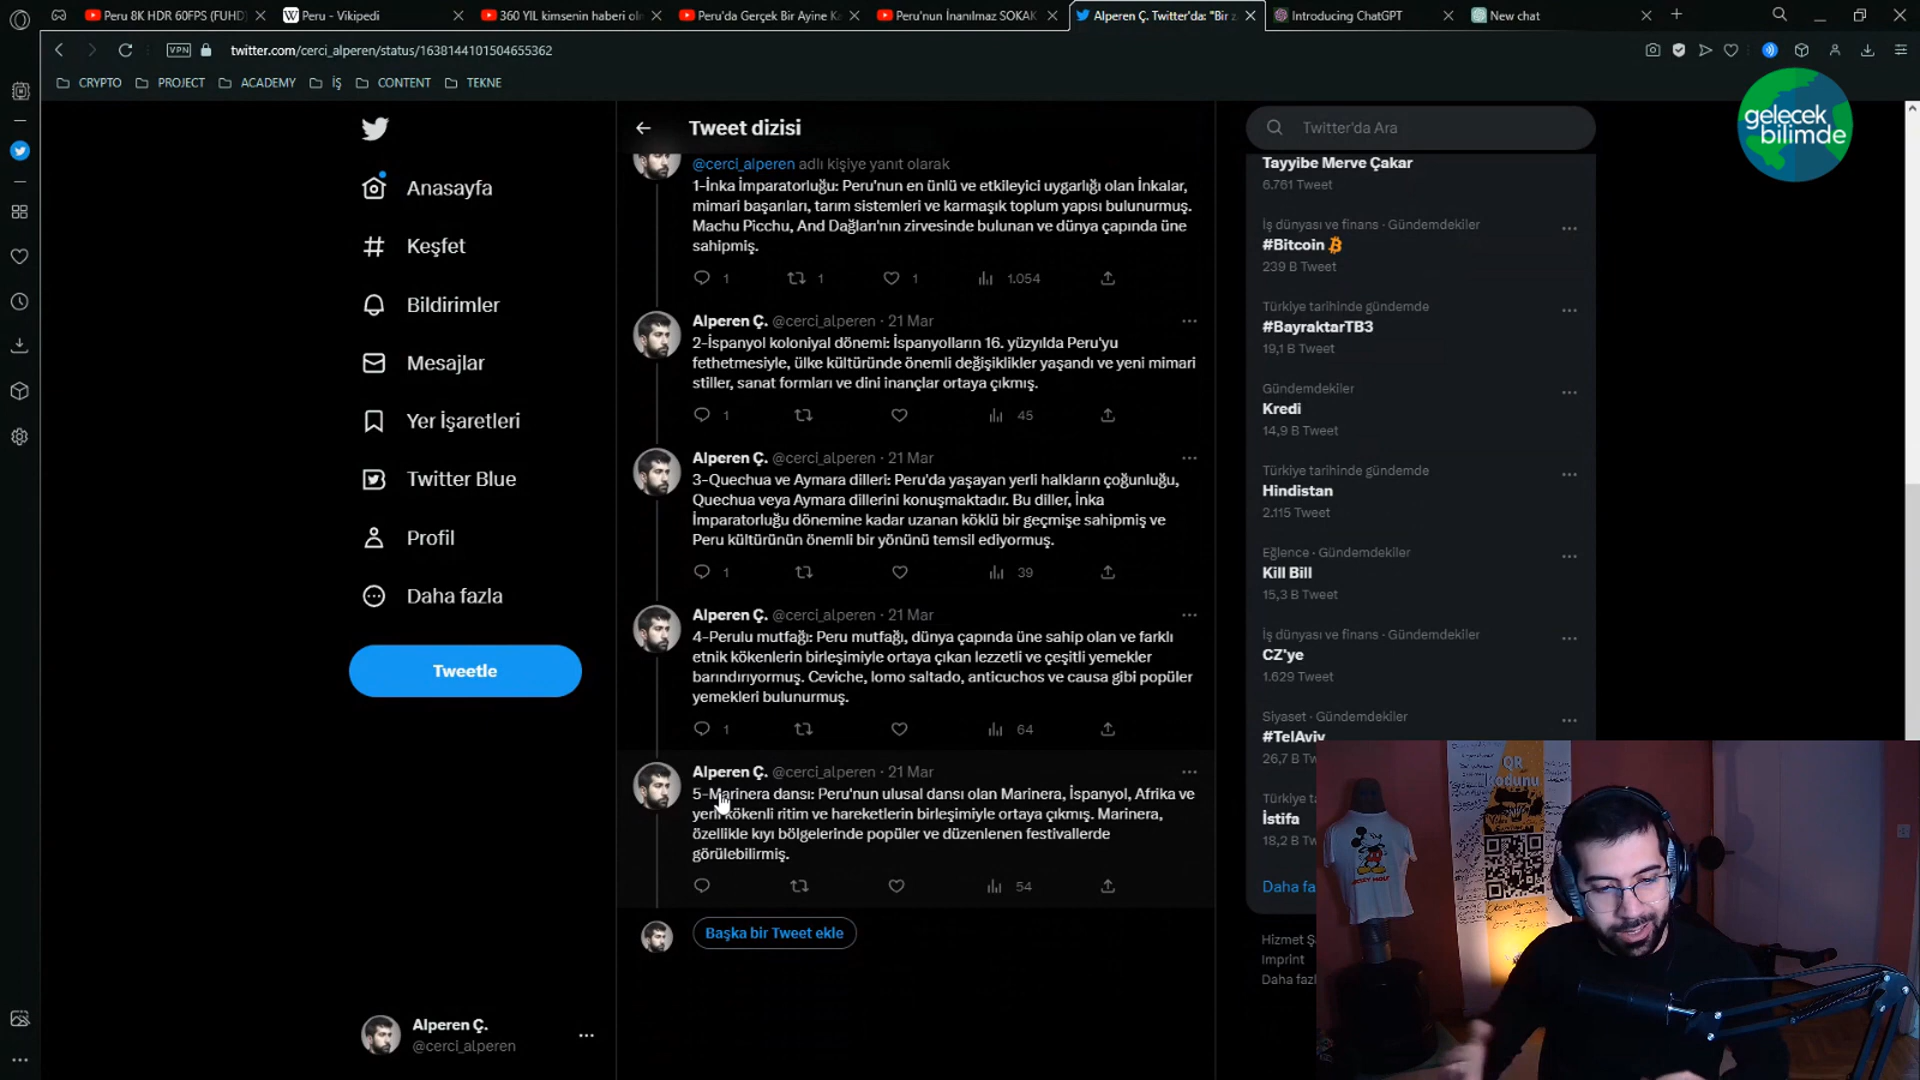 Peru 8K HDR 60FPS (FUHD)
Peru - Vikipedi
360 YIL kimsenin haberi olm
Peru'da Gerçek Bir Ayine Ka
Peru'nun İnanılmaz SOKAK
Alperen Ç. Twitter'da: "Bir z
Introducing ChatGPT
New chat
VPN
twitter.com/cerci_alperen/status/1638144101504655362
CRYPTO
PROJECT
ACADEMY
İŞ
CONTENT
TEKNE
gelecek
bilimde
Anasayfa
Keşfet
Bildirimler
Mesajlar
Yer İşaretleri
Twitter Blue
Profil
Daha fazla
Tweetle
Alperen Ç.
@cerci_alperen
Tweet dizisi
@cerci_alperen adlı kişiye yanıt olarak
1-İnka İmparatorluğu: Peru'nun en ünlü ve etkileyici uygarlığı olan İnkalar,
mimari başarıları, tarım sistemleri ve karmaşık toplum yapısı bulunurmuş.
Machu Picchu, And Dağları'nın zirvesinde bulunan ve dünya çapında üne
sahipmiş.
1 1 1 1.054
Alperen Ç. @cerci_alperen · 21 Mar
2-İspanyol koloniyal dönemi: İspanyolların 16. yüzyılda Peru'yu
fethetmesiyle, ülke kültüründe önemli değişiklikler yaşandı ve yeni mimari
stiller, sanat formları ve dini inançlar ortaya çıkmış.
1 45
Alperen Ç. @cerci_alperen · 21 Mar
3-Quechua ve Aymara dilleri: Peru'da yaşayan yerli halkların çoğunluğu,
Quechua veya Aymara dillerini konuşmaktadır. Bu diller, İnka
İmparatorluğu dönemine kadar uzanan köklü bir geçmişe sahipmiş ve
Peru kültürünün önemli bir yönünü temsil ediyormuş.
1 39
Alperen Ç. @cerci_alperen · 21 Mar
4-Perulu mutfağı: Peru mutfağı, dünya çapında üne sahip olan ve farklı
etnik kökenlerin birleşimiyle ortaya çıkan lezzetli ve çeşitli yemekler
barındırıyormuş. Ceviche, lomo saltado, anticuchos ve causa gibi popüler
yemekleri bulunurmuş.
1 64
Alperen Ç. @cerci_alperen · 21 Mar
5-Marinera dansı: Peru'nun ulusal dansı olan Marinera, İspanyol, Afrika ve
yerli kökenli ritim ve hareketlerin birleşimiyle ortaya çıkmış. Marinera,
özellikle kıyı bölgelerinde popüler ve düzenlenen festivallerde
görülebilirmiş.
54
Başka bir Tweet ekle
Twitter'da Ara
Tayyibe Merve Çakar
6.761 Tweet
İş dünyası ve finans · Gündemdekiler
#Bitcoin
239 B Tweet
Türkiye tarihinde gündemde
#BayraktarTB3
19,1 B Tweet
Gündemdekiler
Kredi
14,9 B Tweet
Türkiye tarihinde gündemde
Hindistan
2.115 Tweet
Eğlence · Gündemdekiler
Kill Bill
15,3 B Tweet
İş dünyası ve finans · Gündemdekiler
CZ'ye
1.629 Tweet
Siyaset · Gündemdekiler
#TelAviv
26,7 B
Türkiye ta
İstifa
18,2 B T
Daha fa
Hizmet Ş
Imprint
Daha fazl
QR
Kodunu